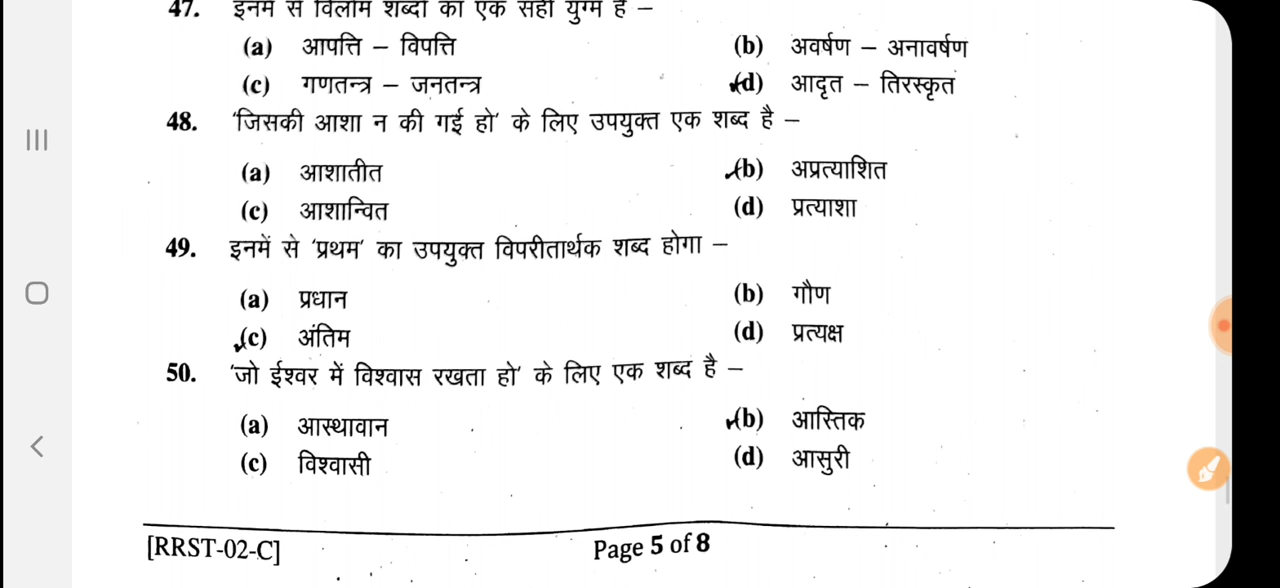 47. इनमें से विलोम शब्दों का एक सही युग्म है –
(a) आपत्ति – विपत्ति (b) अवर्षण – अनावर्षण
(c) गणतन्त्र – जनतन्त्र (d) आदृत – तिरस्कृत
48. 'जिसकी आशा न की गई हो' के लिए उपयुक्त एक शब्द है –
(a) आशातीत (b) अप्रत्याशित
(c) आशान्वित (d) प्रत्याशा
49. इनमें से 'प्रथम' का उपयुक्त विपरीतार्थक शब्द होगा –
(a) प्रधान (b) गौण
(c) अंतिम (d) प्रत्यक्ष
50. 'जो ईश्वर में विश्वास रखता हो' के लिए एक शब्द है –
(a) आस्थावान (b) आस्तिक
(c) विश्वासी (d) आसुरी
[RRST-02-C] Page 5 of 8